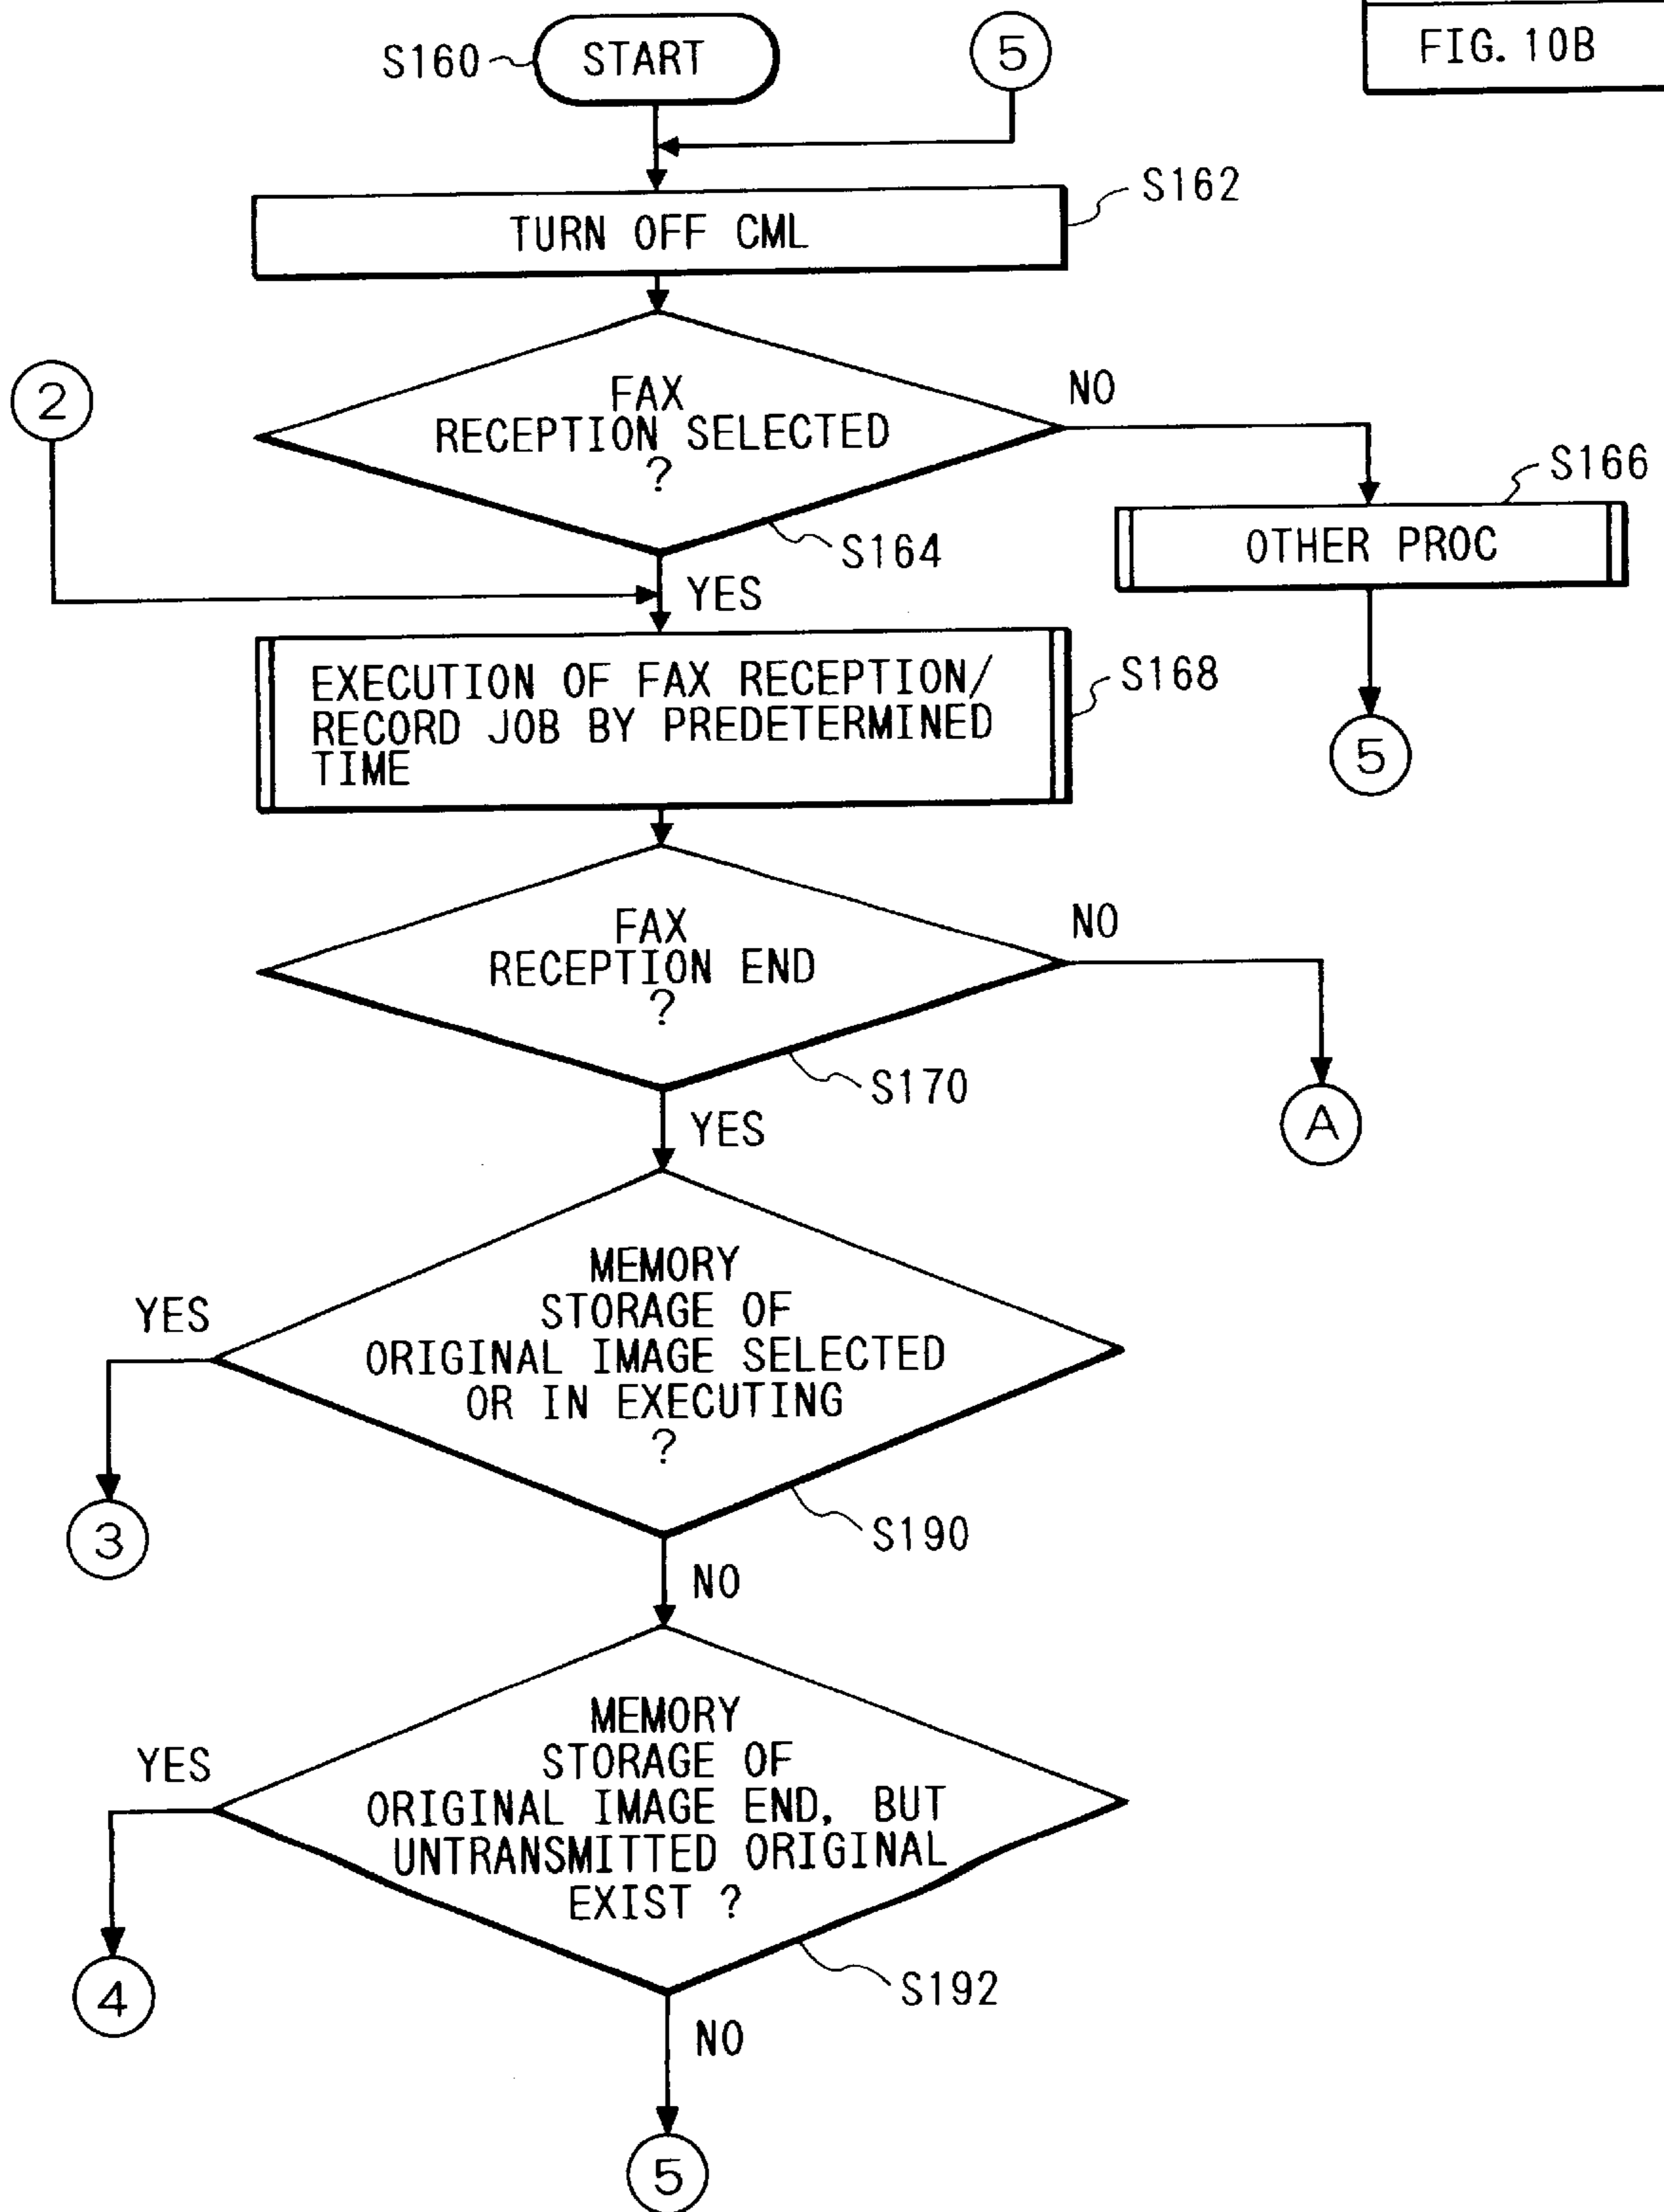 FIG. 10B
S160
START
5
S162
TURN OFF CML
2
FAX
RECEPTION SELECTED
?
NO
S164
S166
OTHER PROC
5
YES
EXECUTION OF FAX RECEPTION/
RECORD JOB BY PREDETERMINED
TIME
S168
FAX
RECEPTION END
?
NO
S170
A
YES
MEMORY
STORAGE OF
ORIGINAL IMAGE SELECTED
OR IN EXECUTING
?
YES
3
S190
NO
MEMORY
STORAGE OF
ORIGINAL IMAGE END, BUT
UNTRANSMITTED ORIGINAL
EXIST ?
YES
4
S192
NO
5